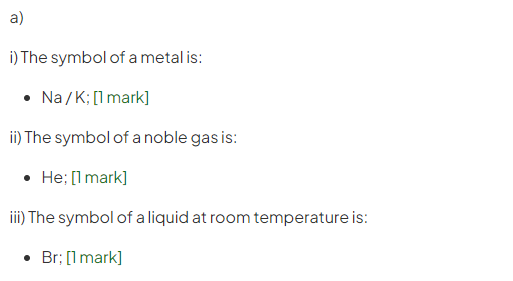 a)
i) The symbol of a metal is:
• Na / K; [1 mark]
ii) The symbol of a noble gas is:
• He; [1 mark]
iii) The symbol of a liquid at room temperature is:
• Br; [1 mark]